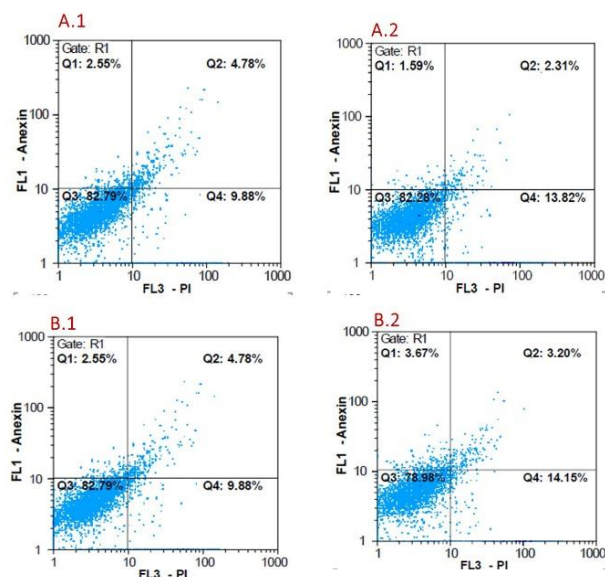 A.1
Gate: R1
Q1: 2.55%
Q2: 4.78%
Q3: 82.79%
Q4: 9.88%
1000
100
10
1
1
10
100
1000
FL1 - Anexin
FL3 - PI
A.2
Gate: R1
Q1: 1.59%
Q2: 2.31%
Q3: 82.28%
Q4: 13.82%
1000
100
10
1
1
10
100
1000
FL1 - Anexin
FL3 - PI
B.1
Gate: R1
Q1: 2.55%
Q2: 4.78%
Q3: 82.79%
Q4: 9.88%
1000
100
10
1
1
10
100
1000
FL1 - Anexin
FL3 - PI
B.2
Gate: R1
Q1: 3.67%
Q2: 3.20%
Q3: 78.98%
Q4: 14.15%
1000
100
10
1
1
10
100
1000
FL1 - Anexin
FL3 - PI